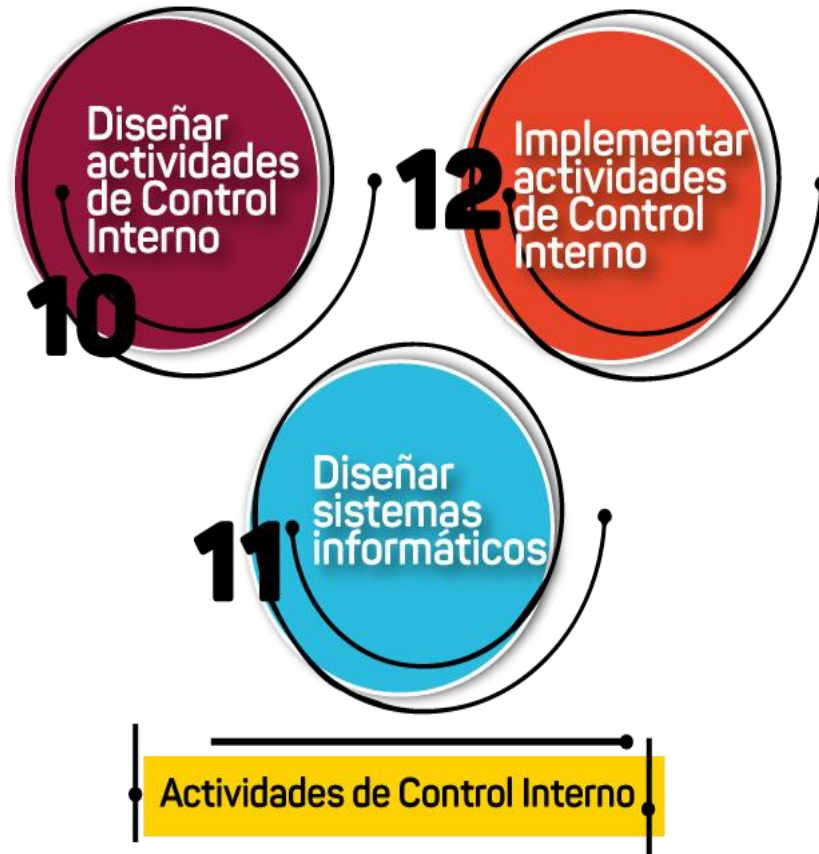 Diseñar
actividades
de Control
Interno
10
12
Implementar
actividades
de Control
Interno
11
Diseñar
sistemas
informáticos
Actividades de Control Interno